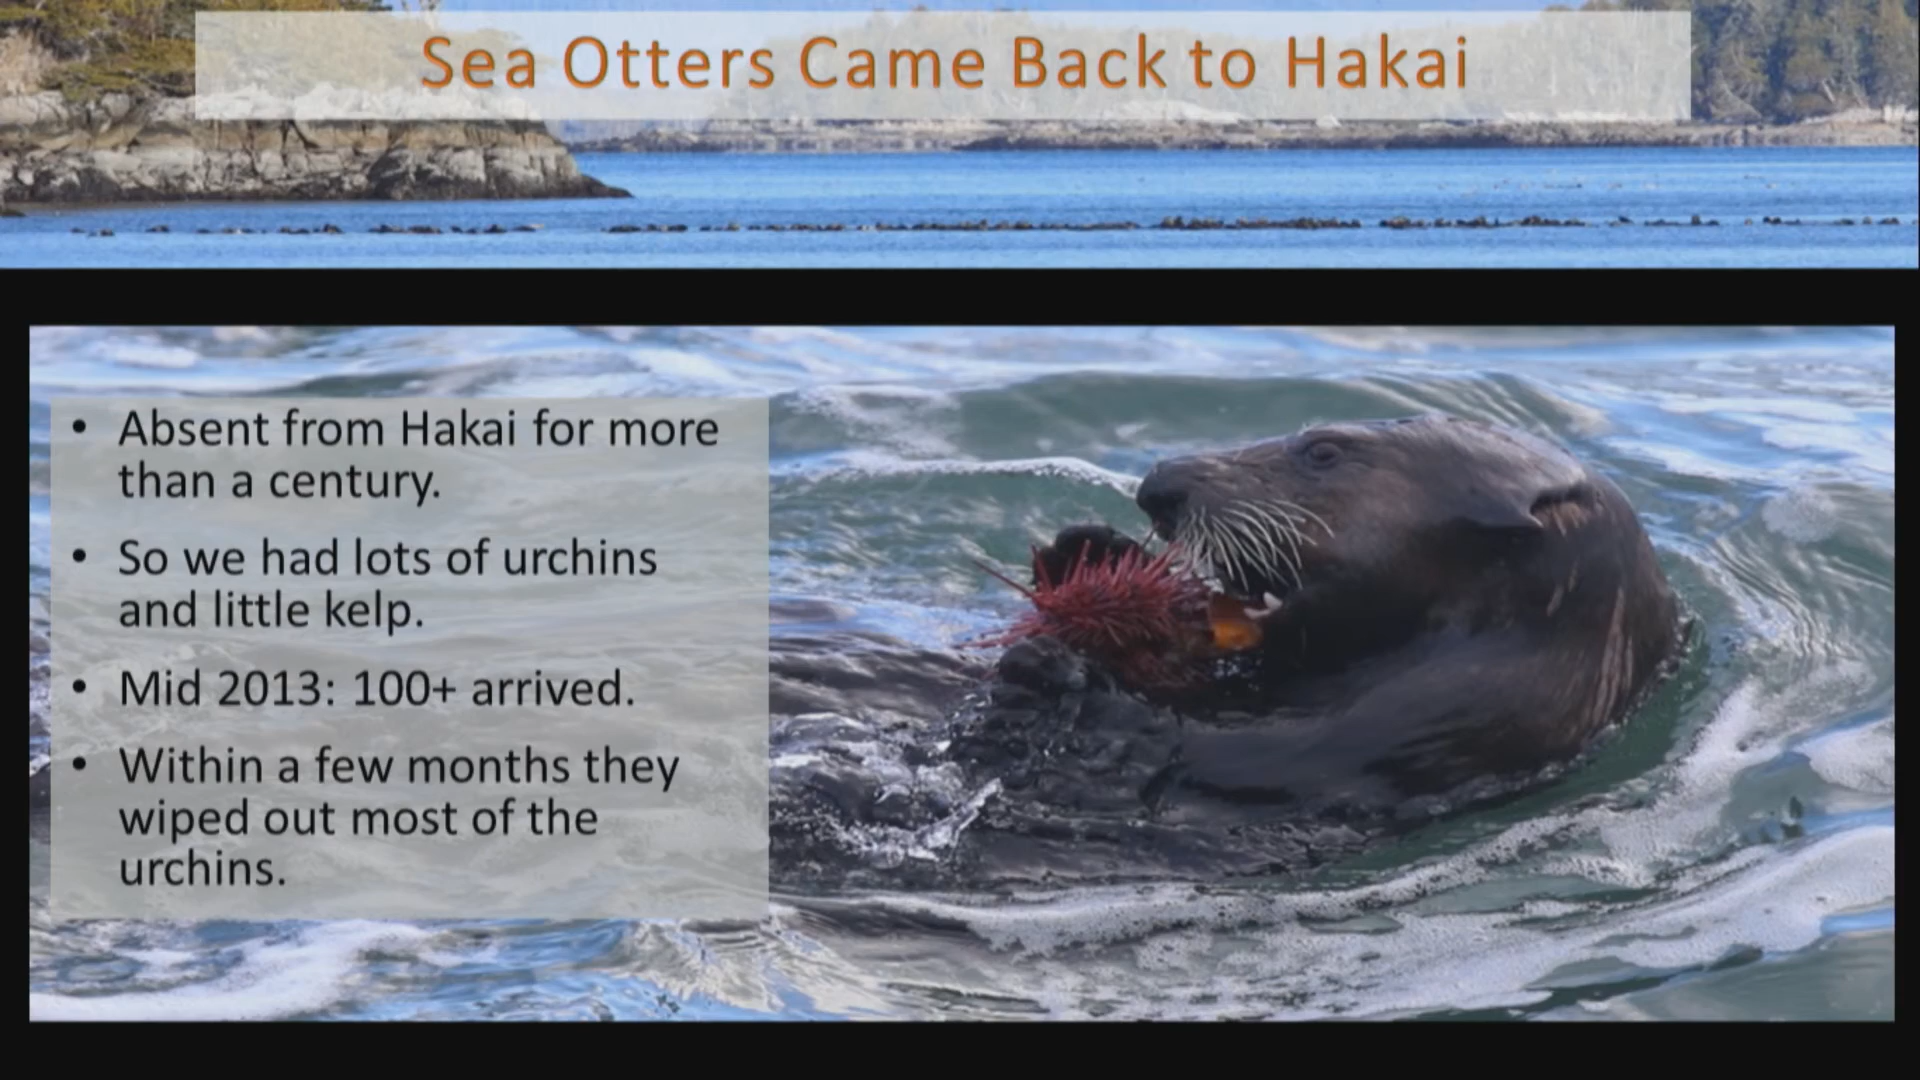 Sea Otters Came Back to Hakai
• Absent from Hakai for more
than a century.
• So we had lots of urchins
and little kelp.
• Mid 2013: 100+ arrived.
• Within a few months they
wiped out most of the
urchins.